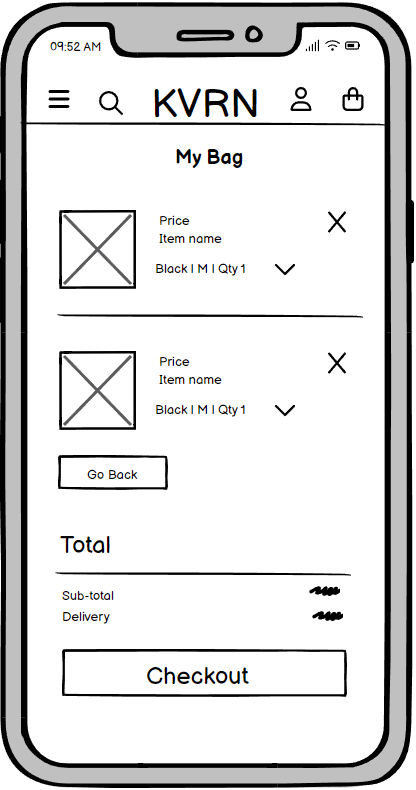 09:52 AM
KVRN
My Bag
Price
Item name
Black | M | Qty 1
Price
Item name
Black | M | Qty 1
Go Back
Total
Sub-total
Delivery
Checkout